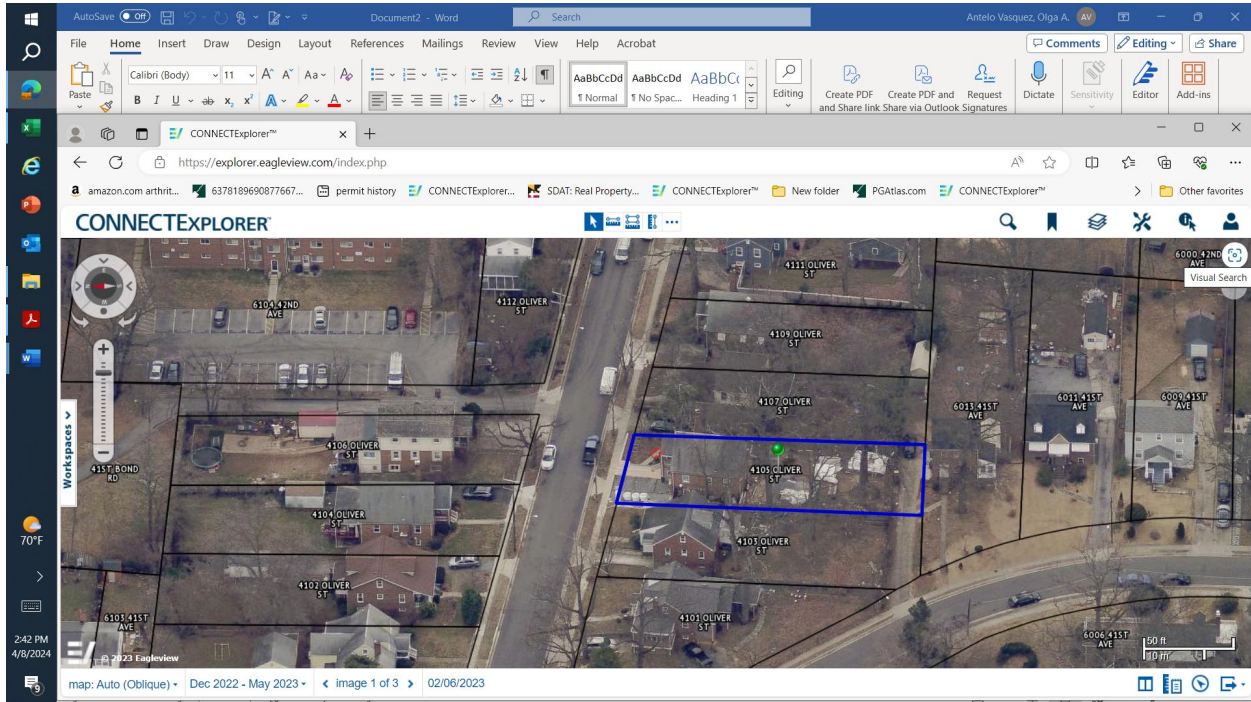 AutoSave Off
Document2 - Word
Search
Antelo Vasquez, Olga A. AV
File Home Insert Draw Design Layout References Mailings Review View Help Acrobat
Comments Editing Share
Paste
Calibri (Body) 11
AaBbCcDd AaBbCcDd AaBbCc
¶ Normal ¶ No Spac... Heading 1
Editing
Create PDF and Share link
Create PDF and Share via Outlook
Request Signatures
Dictate
Sensitivity
Editor
Add-ins
CONNECTExplorer™
https://explorer.eagleview.com/index.php
amazon.com arthrit... 6378189690877667... permit history CONNECTExplorer... SDAT: Real Property... CONNECTExplorer™ New folder PGAtlas.com CONNECTExplorer™ Other favorites
CONNECTEXPLORER™
Visual Search
6000 42ND
AVE
4111 OLIVER
ST
6104 42ND
AVE
4112 OLIVER
ST
4109 OLIVER
ST
4107 OLIVER
ST
6013 41ST
AVE
6011 41ST
AVE
6009 41ST
AVE
Workspaces
41ST BOND
RD
4106 OLIVER
ST
4105 OLIVER
ST
4104 OLIVER
ST
4103 OLIVER
ST
4102 OLIVER
ST
4101 OLIVER
ST
6103 41ST
AVE
6006 41ST
AVE
50 ft
10 m
© 2023 Eagleview
70°F
2:42 PM
4/8/2024
9
map: Auto (Oblique) Dec 2022 - May 2023 image 1 of 3 02/06/2023